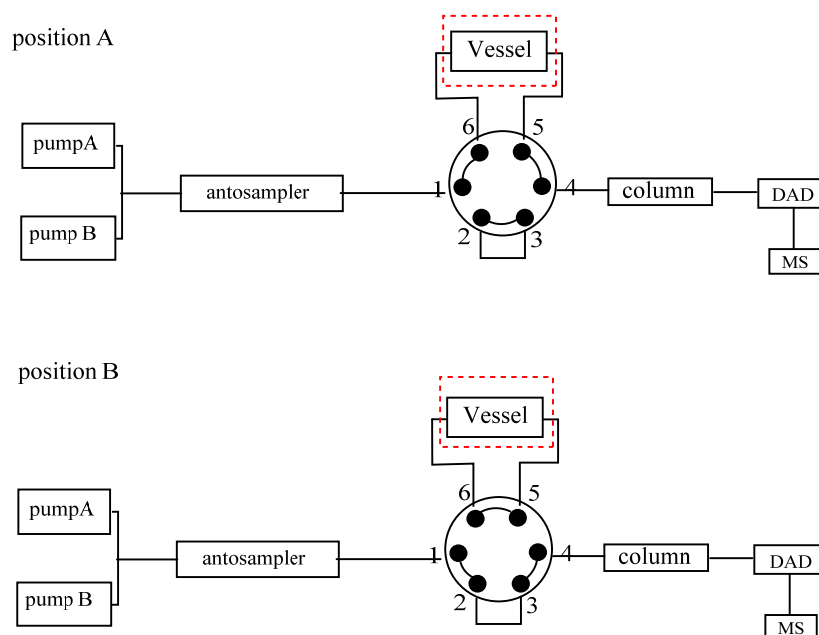 position A
Vessel
6 5
pumpA
antosampler
1
4
column
DAD
pump B
2 3
MS
position B
Vessel
6 5
pumpA
antosampler
1
4
column
DAD
pump B
2 3
MS